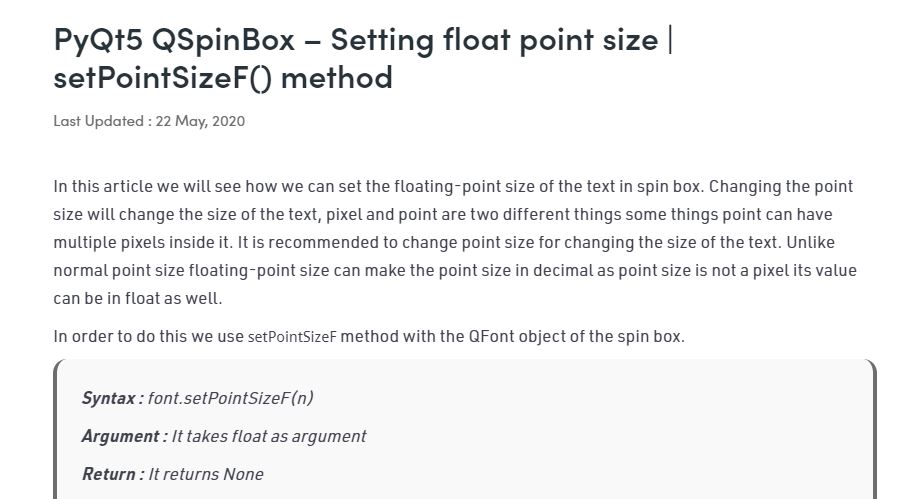 PyQt5 QSpinBox – Setting float point size |
setPointSizeF() method
Last Updated : 22 May, 2020
In this article we will see how we can set the floating-point size of the text in spin box. Changing the point
size will change the size of the text, pixel and point are two different things some things point can have
multiple pixels inside it. It is recommended to change point size for changing the size of the text. Unlike
normal point size floating-point size can make the point size in decimal as point size is not a pixel its value
can be in float as well.
In order to do this we use setPointSizeF method with the QFont object of the spin box.
Syntax : font.setPointSizeF(n)
Argument : It takes float as argument
Return : It returns None